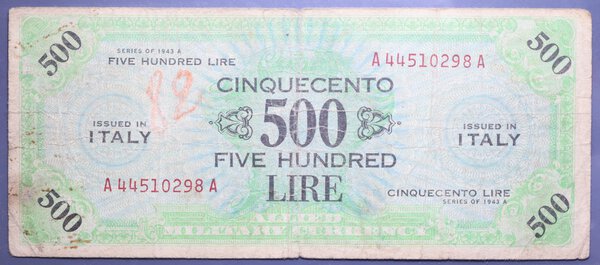 500
SERIES OF 1943 A
FIVE HUNDRED LIRE
A 44510298 A
500
82
CINQUECENTO
ISSUED IN
ITALY
500
ISSUED IN
ITALY
FIVE HUNDRED
A 44510298 A
LIRE
CINQUECENTO LIRE
SERIES OF 1943 A
500
ALLIED
MILITARY CURRENCY
500